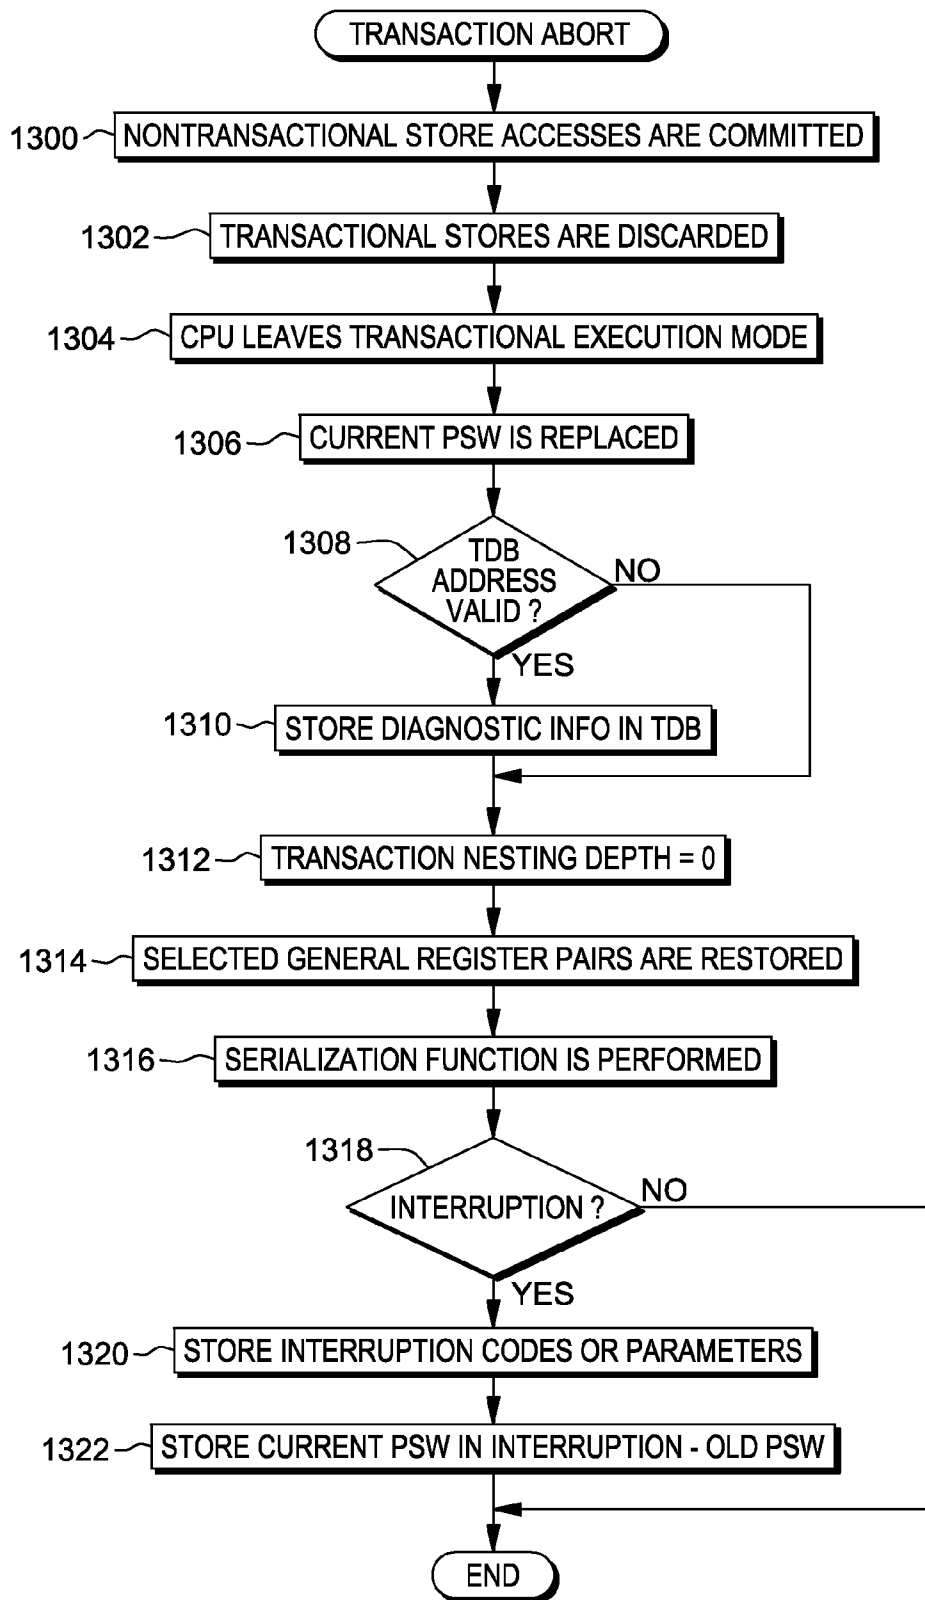 TRANSACTION ABORT
1300
NONTRANSACTIONAL STORE ACCESSES ARE COMMITTED
1302
TRANSACTIONAL STORES ARE DISCARDED
1304
CPU LEAVES TRANSACTIONAL EXECUTION MODE
1306
CURRENT PSW IS REPLACED
1308
TDB
ADDRESS
VALID ?
NO
YES
1310
STORE DIAGNOSTIC INFO IN TDB
1312
TRANSACTION NESTING DEPTH = 0
1314
SELECTED GENERAL REGISTER PAIRS ARE RESTORED
1316
SERIALIZATION FUNCTION IS PERFORMED
1318
INTERRUPTION ?
NO
YES
1320
STORE INTERRUPTION CODES OR PARAMETERS
1322
STORE CURRENT PSW IN INTERRUPTION - OLD PSW
END